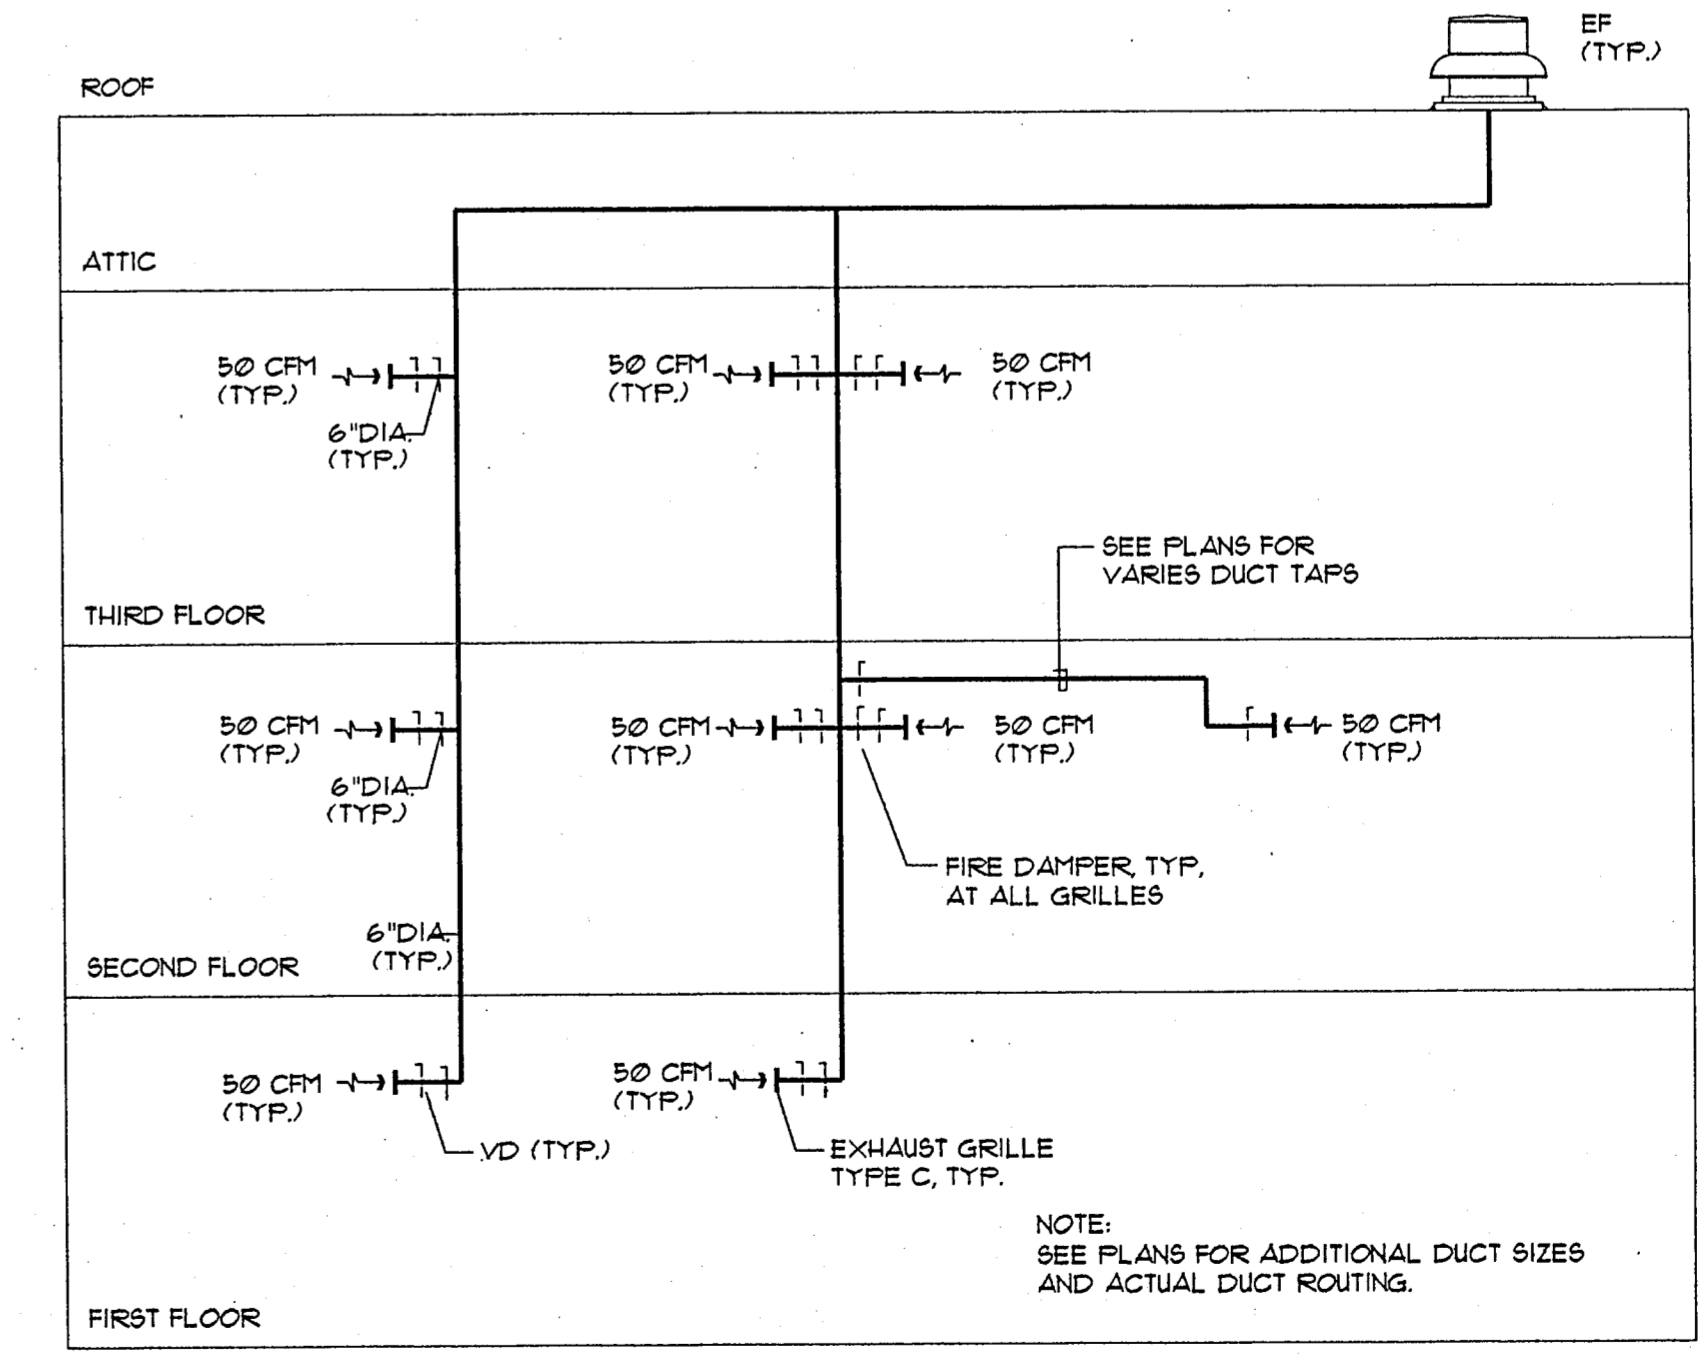 EF
(TYP.)
ROOF
ATTIC
50 CFM
(TYP.)
6"DIA.
(TYP.)
50 CFM
(TYP.)
50 CFM
(TYP.)
SEE PLANS FOR
VARIES DUCT TAPS
THIRD FLOOR
50 CFM
(TYP.)
6"DIA.
(TYP.)
50 CFM
(TYP.)
50 CFM
(TYP.)
50 CFM
(TYP.)
FIRE DAMPER, TYP,
AT ALL GRILLES
6"DIA.
(TYP.)
SECOND FLOOR
50 CFM
(TYP.)
VD (TYP.)
50 CFM
(TYP.)
EXHAUST GRILLE
TYPE C, TYP.
NOTE:
SEE PLANS FOR ADDITIONAL DUCT SIZES
AND ACTUAL DUCT ROUTING.
FIRST FLOOR